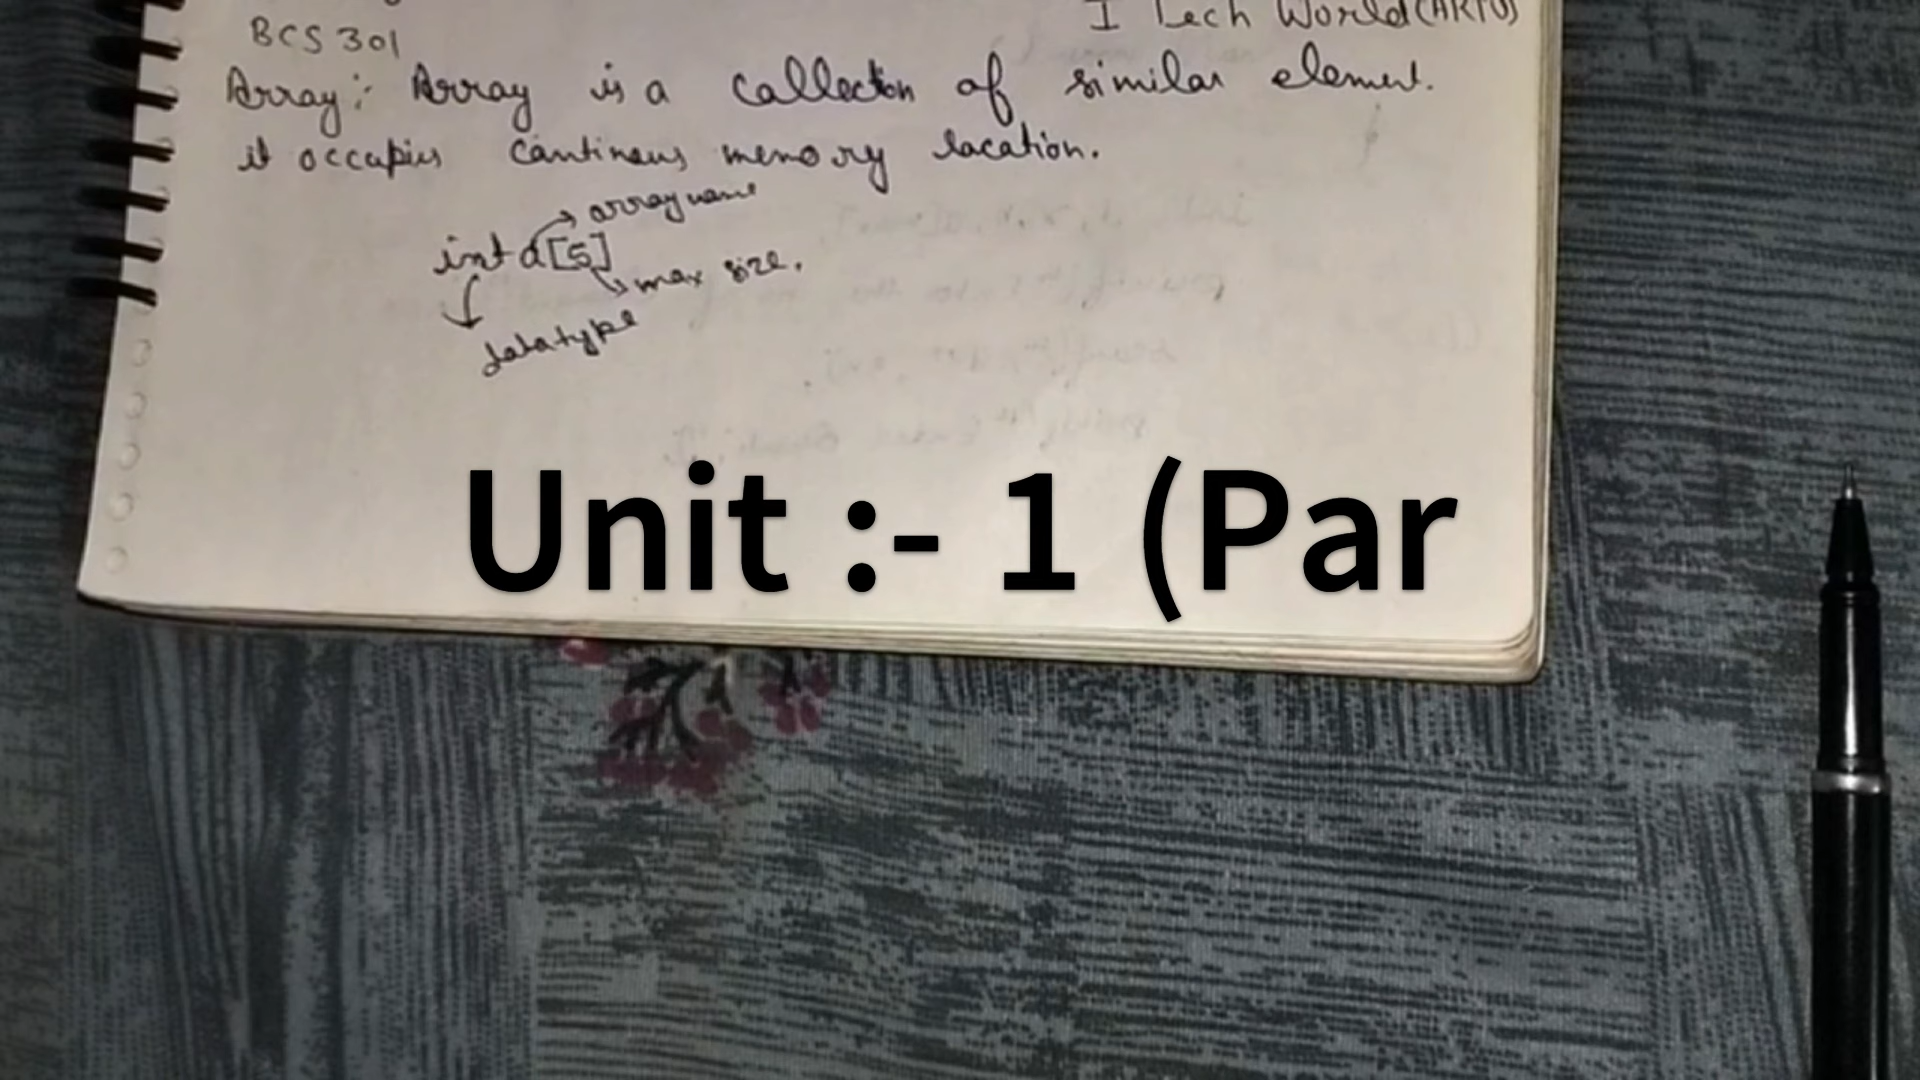 I Tech World (AKTU)
BCS 301
Array: Array is a collection of similar element.
it occupies continous memory location.
array name
int a[5]
max size.
datatype
Unit :- 1 (Par